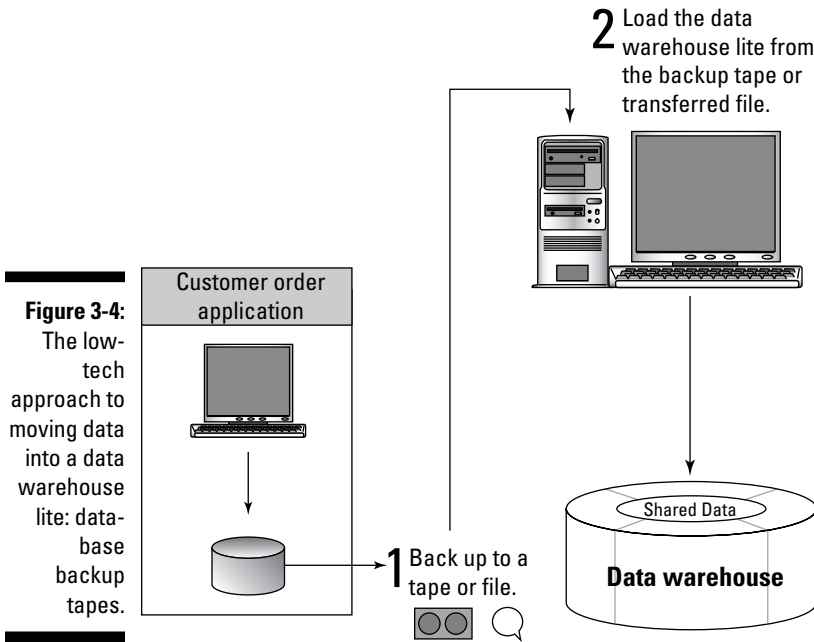 2 Load the data
warehouse lite from
the backup tape or
transferred file.
Customer order
application
Figure 3-4:
The low-
tech
approach to
moving data
into a data
warehouse
lite: data-
base
backup
tapes.
1 Back up to a
tape or file.
Shared Data
Data warehouse